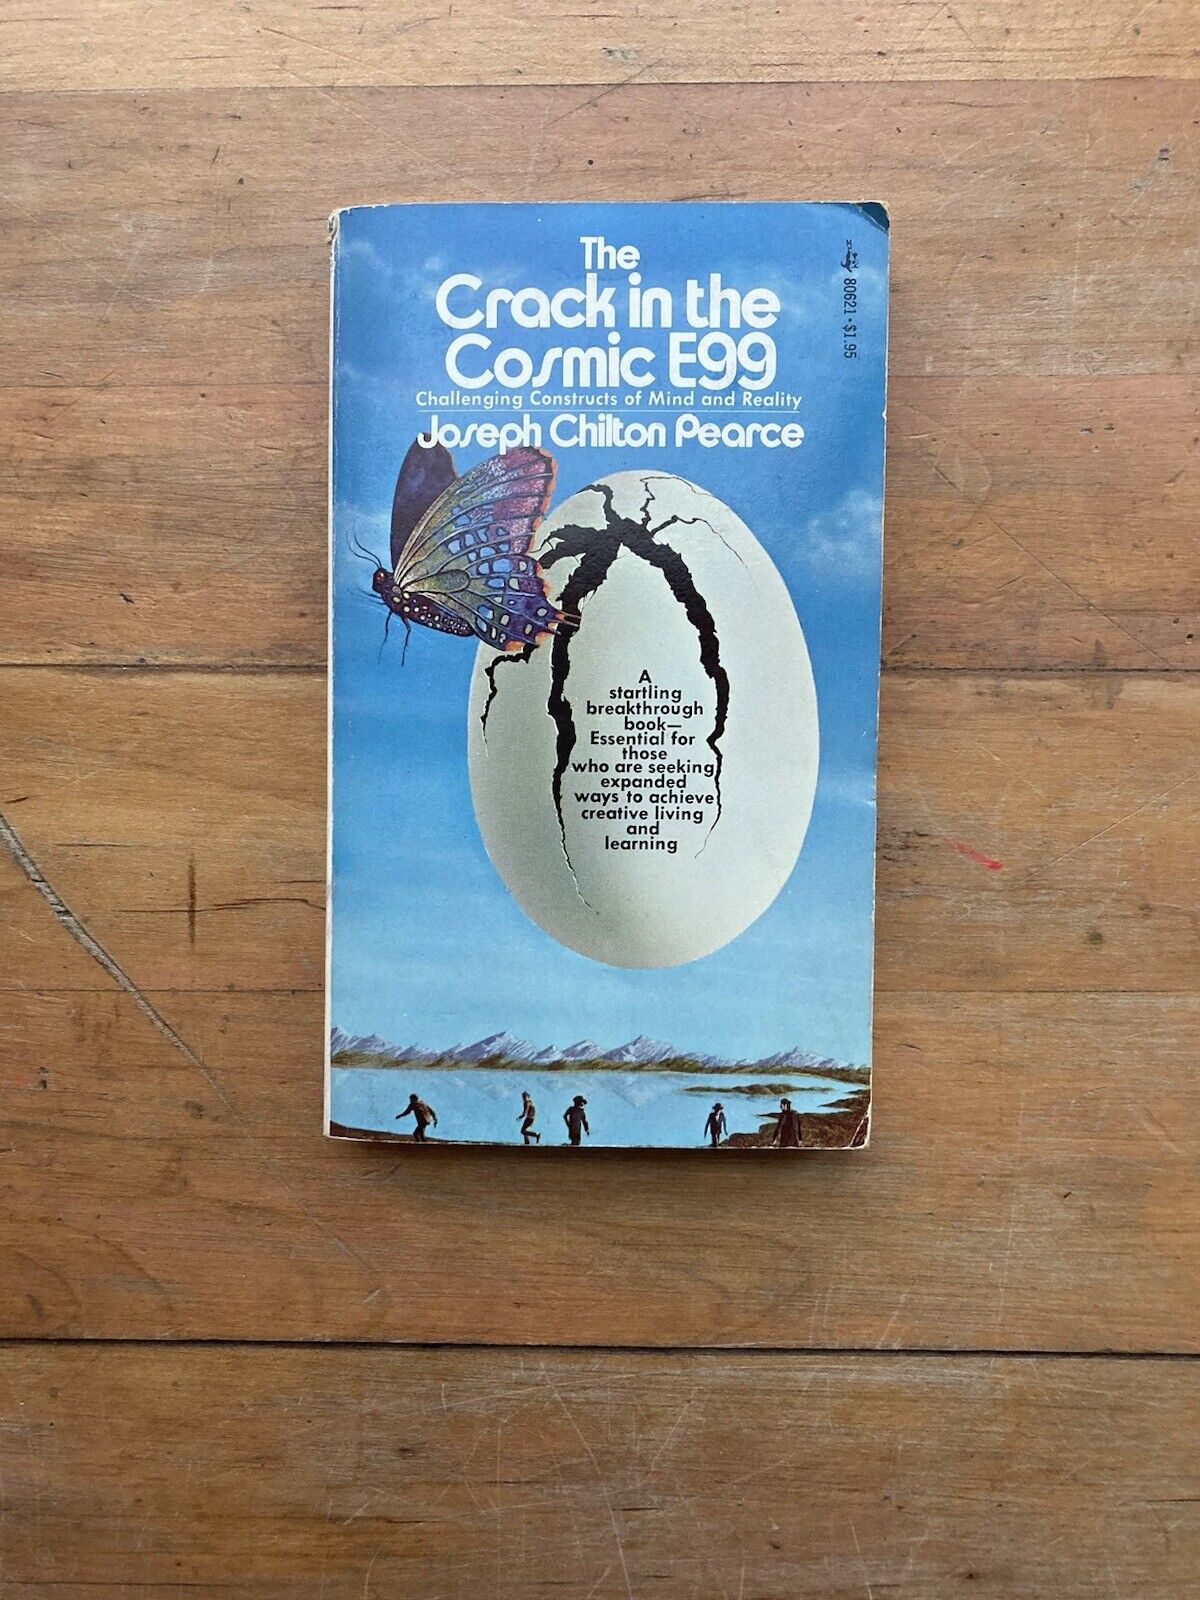 The
Crack in the
Cosmic Egg
Challenging Constructs of Mind and Reality
Joseph Chilton Pearce
80621 • $1.95
A
startling
breakthrough
book—
Essential for
those
who are seeking
expanded
ways to achieve
creative living
and
learning